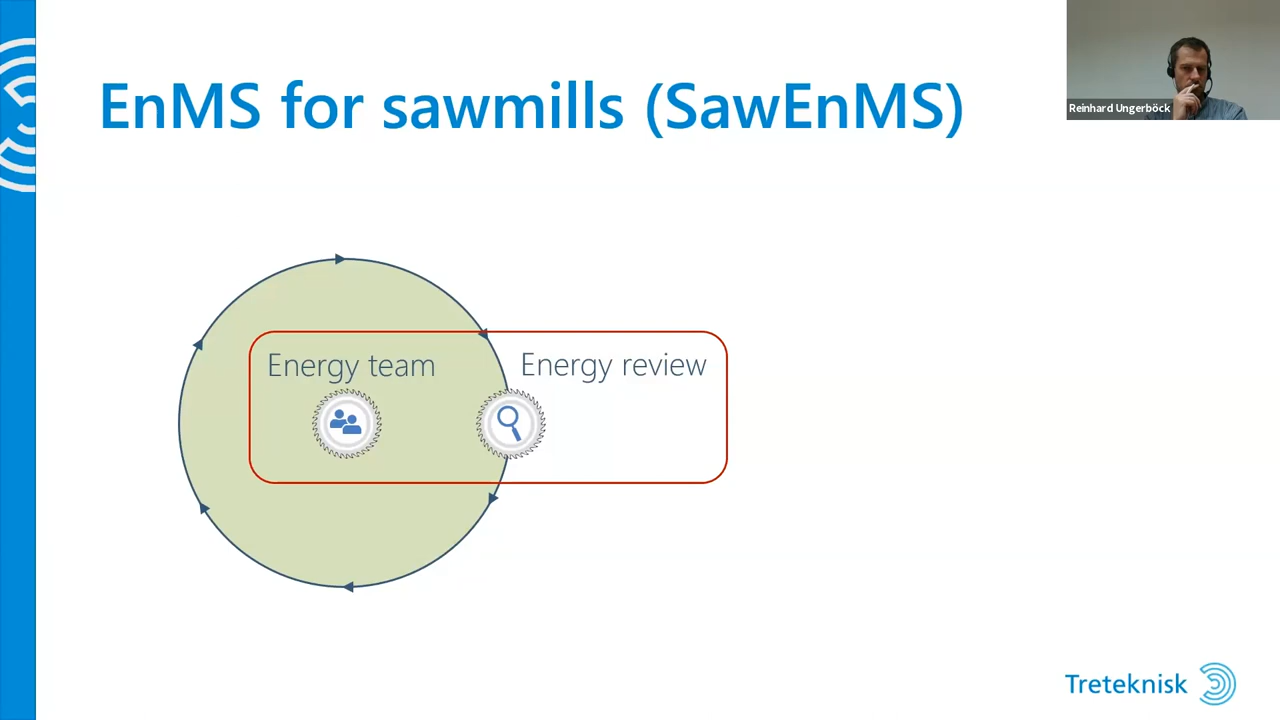 EnMS for sawmills (SawEnMS)
Reinhard Ungerböck
Energy team
Energy review
Treteknisk